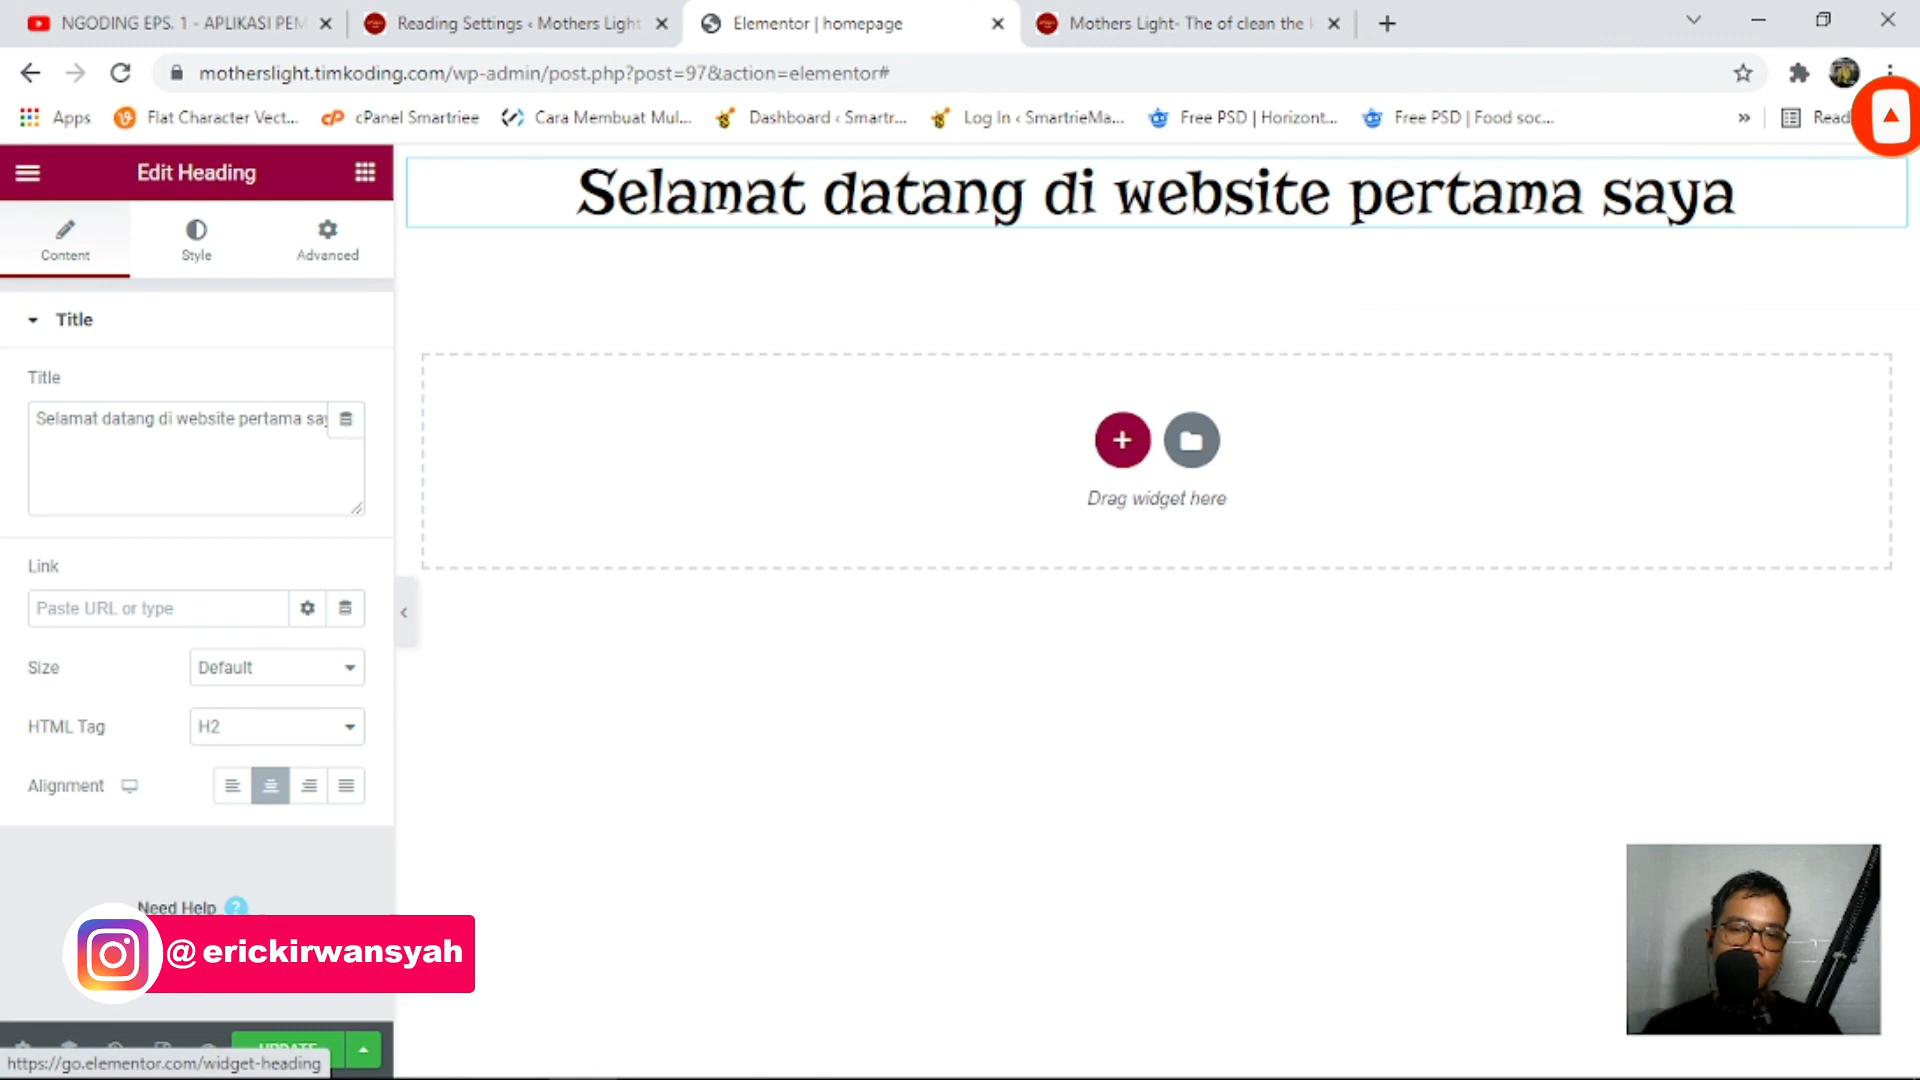 NGODING EPS. 1 - APLIKASI PEM
Reading Settings ‹ Mothers Light
Elementor | homepage
Mothers Light- The of clean the
motherslight.timkoding.com/wp-admin/post.php?post=97&action=elementor#
Apps
Flat Character Vect...
cPanel Smartriee
Cara Membuat Mul...
Dashboard ‹ Smartr...
Log In ‹ SmartrieMa...
Free PSD | Horizont...
Free PSD | Food soc...
»
Read
Edit Heading
Selamat datang di website pertama saya
Content
Style
Advanced
Title
Title
Selamat datang di website pertama say
Drag widget here
Link
Paste URL or type
Size
Default
HTML Tag
H2
Alignment
Need Help ?
@erickirwansyah
UPDATE
https://go.elementor.com/widget-heading